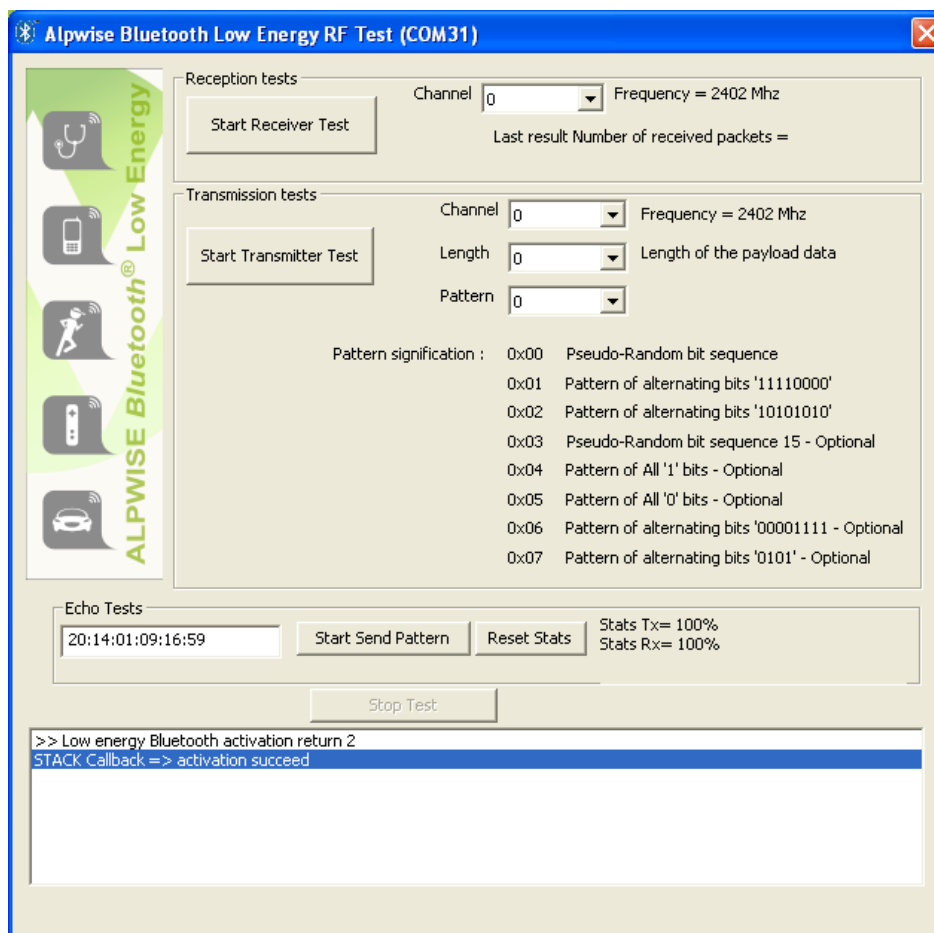 Alpwise Bluetooth Low Energy RF Test (COM31)
ALPWISE Bluetooth® Low Energy
Reception tests
Start Receiver Test
Channel 0 Frequency = 2402 Mhz
Last result Number of received packets =
Transmission tests
Start Transmitter Test
Channel 0 Frequency = 2402 Mhz
Length 0 Length of the payload data
Pattern 0
Pattern signification : 0x00 Pseudo-Random bit sequence
0x01 Pattern of alternating bits '11110000'
0x02 Pattern of alternating bits '10101010'
0x03 Pseudo-Random bit sequence 15 - Optional
0x04 Pattern of All '1' bits - Optional
0x05 Pattern of All '0' bits - Optional
0x06 Pattern of alternating bits '00001111 - Optional
0x07 Pattern of alternating bits '0101' - Optional
Echo Tests
20:14:01:09:16:59 Start Send Pattern Reset Stats
Stats Tx= 100%
Stats Rx= 100%
Stop Test
>> Low energy Bluetooth activation return 2
STACK Callback => activation succeed